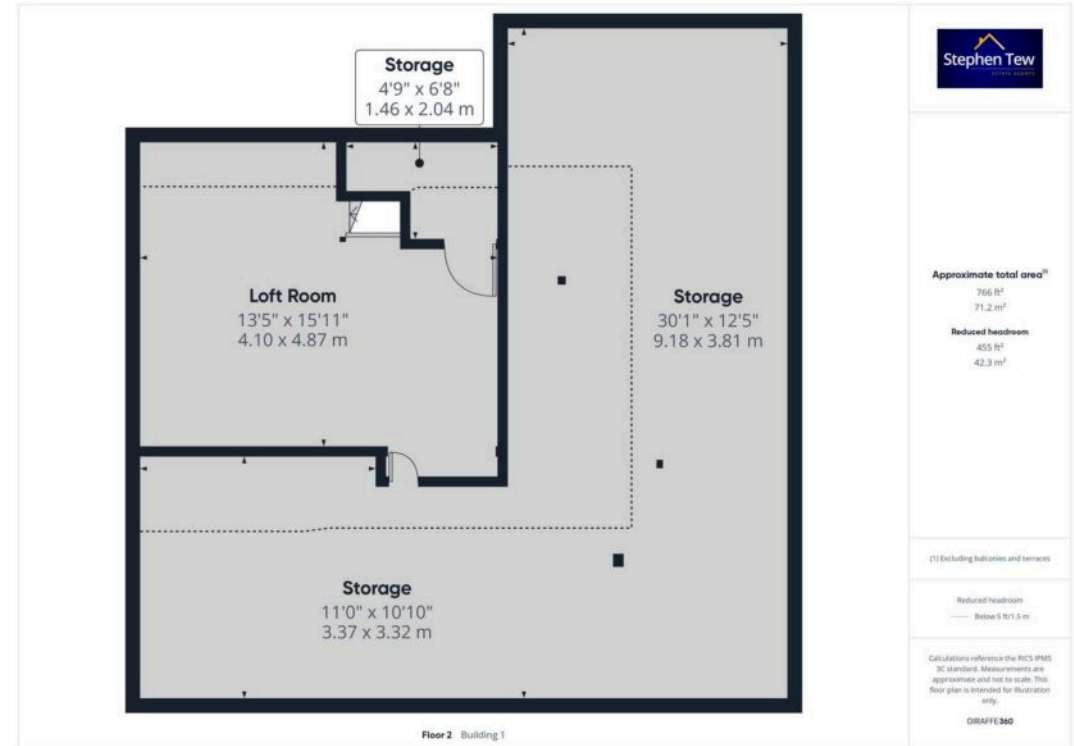 Storage
4'9" x 6'8"
1.46 x 2.04 m
Loft Room
13'5" x 15'11"
4.10 x 4.87 m
Storage
30'1" x 12'5"
9.18 x 3.81 m
Storage
11'0" x 10'10"
3.37 x 3.32 m
Floor 2 Building 1
Stephen Tew
ESTATE AGENTS
Approximate total area(1)
766 ft²
71.2 m²
Reduced headroom
455 ft²
42.3 m²
(1) Excluding balconies and terraces
Reduced headroom
Below 5 ft/1.5 m
Calculations reference the RICS IPMS
3C standard. Measurements are
approximate and not to scale. This
floor plan is intended for illustration
only.
GIRAFFE360